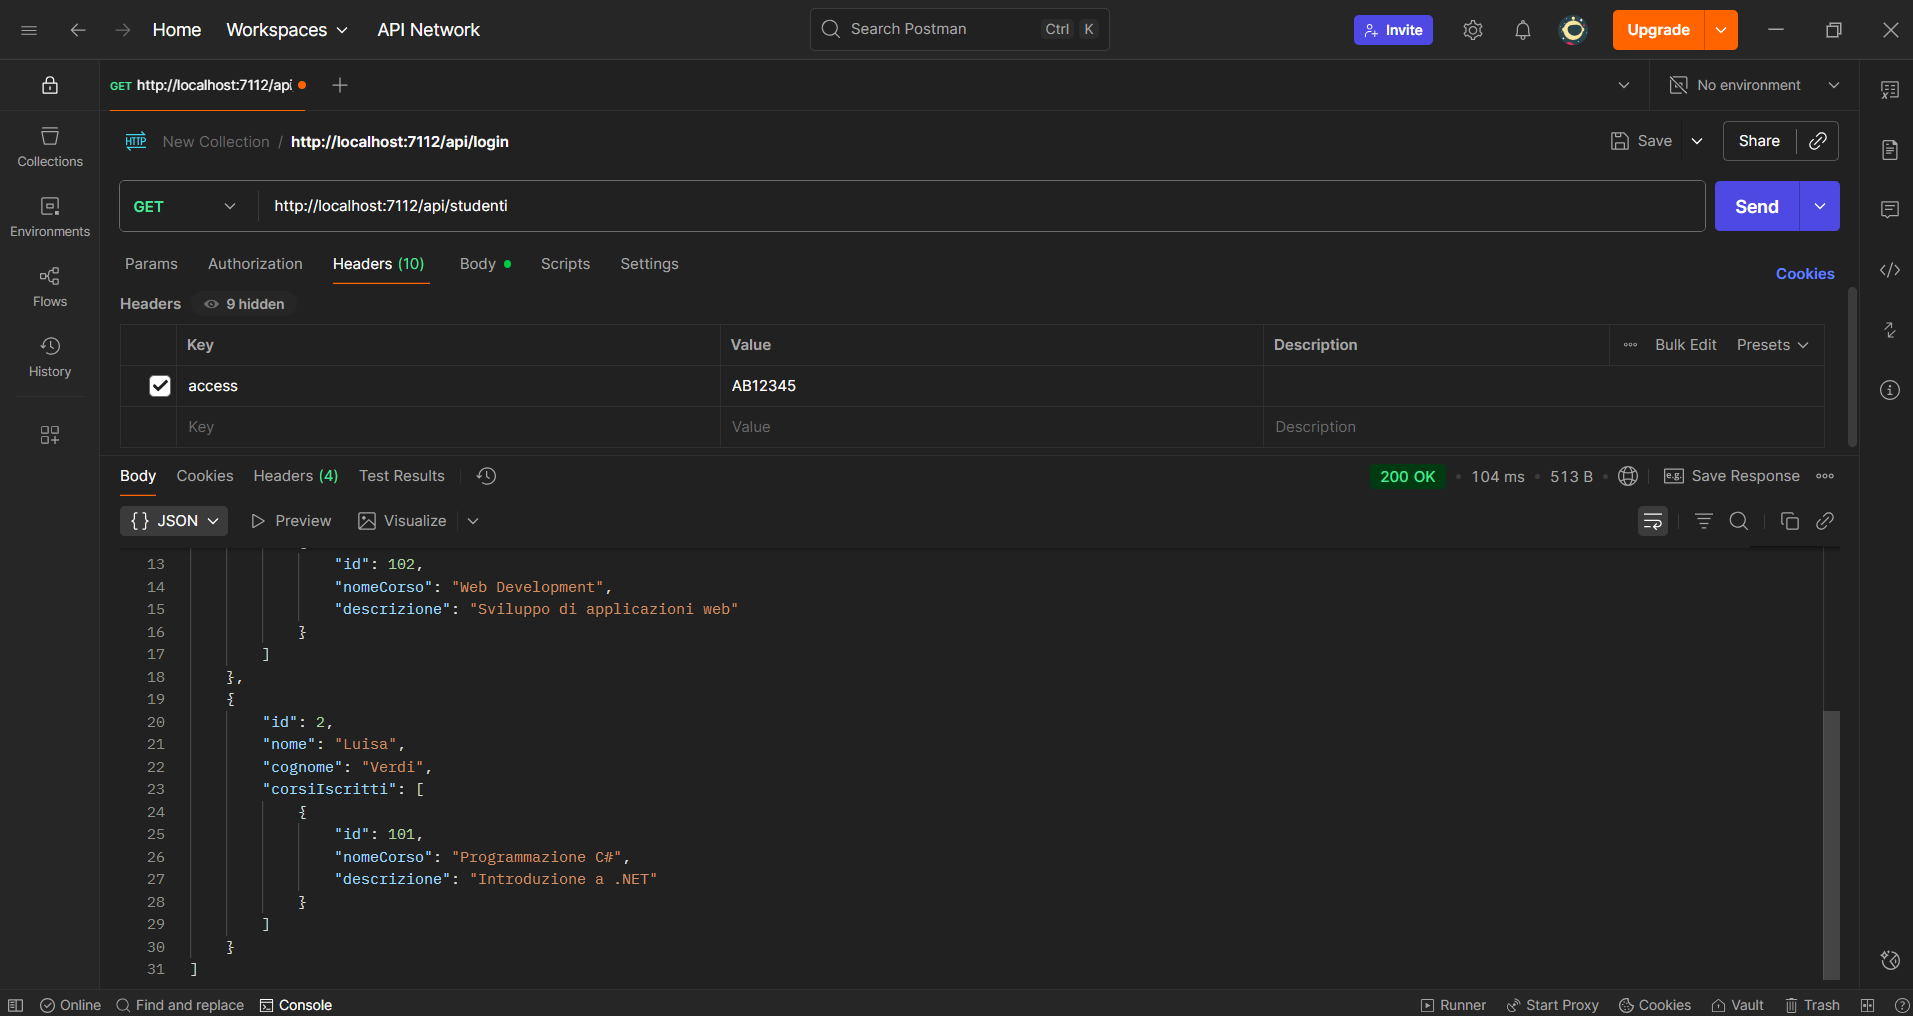 Home Workspaces API Network Search Postman Ctrl K Invite Upgrade
GET http://localhost:7112/api No environment
New Collection / http://localhost:7112/api/login Save Share
Collections
GET http://localhost:7112/api/studenti Send
Environments
Params Authorization Headers (10) Body Scripts Settings Cookies
Flows
Headers 9 hidden
Key Value Description Bulk Edit Presets
History
access AB12345
Key Value Description
Body Cookies Headers (4) Test Results 200 OK 104 ms 513 B e.g. Save Response
{} JSON Preview Visualize
13 "id": 102,
14 "nomeCorso": "Web Development",
15 "descrizione": "Sviluppo di applicazioni web"
16 }
17 ]
18 },
19 {
20 "id": 2,
21 "nome": "Luisa",
22 "cognome": "Verdi",
23 "corsiIscritti": [
24 {
25 "id": 101,
26 "nomeCorso": "Programmazione C#",
27 "descrizione": "Introduzione a .NET"
28 }
29 ]
30 }
31 ]
Online Find and replace Console Runner Start Proxy Cookies Vault Trash